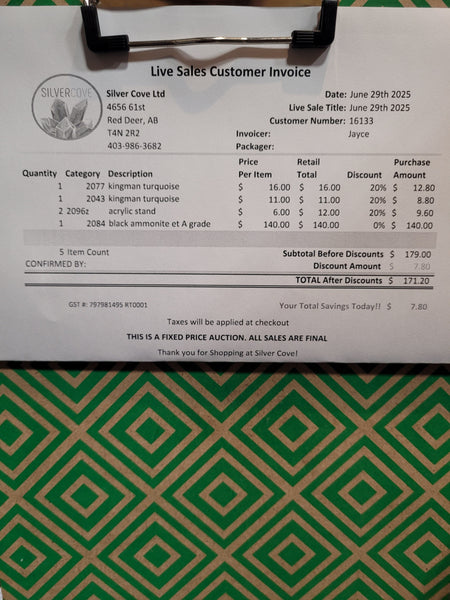 Live Sales Customer Invoice
SILVERCOVE
Silver Cove Ltd
4656 61st
Red Deer, AB
T4N 2R2
403-986-3682
Date: June 29th 2025
Live Sale Title: June 29th 2025
Customer Number: 16133
Invoicer: Jayce
Packager:
Quantity Category Description Price Per Item Retail Total Discount Purchase Amount
1 2077 kingman turquoise $ 16.00 $ 16.00 20% $ 12.80
1 2043 kingman turquoise $ 11.00 $ 11.00 20% $ 8.80
2 2096z acrylic stand $ 6.00 $ 12.00 20% $ 9.60
1 2084 black ammonite et A grade $ 140.00 $ 140.00 0% $ 140.00
5 Item Count Subtotal Before Discounts $ 179.00
CONFIRMED BY: Discount Amount $ 7.80
TOTAL After Discounts $ 171.20
GST #: 797981495 RT0001 Your Total Savings Today!! $ 7.80
Taxes will be applied at checkout
THIS IS A FIXED PRICE AUCTION. ALL SALES ARE FINAL
Thank you for Shopping at Silver Cove!